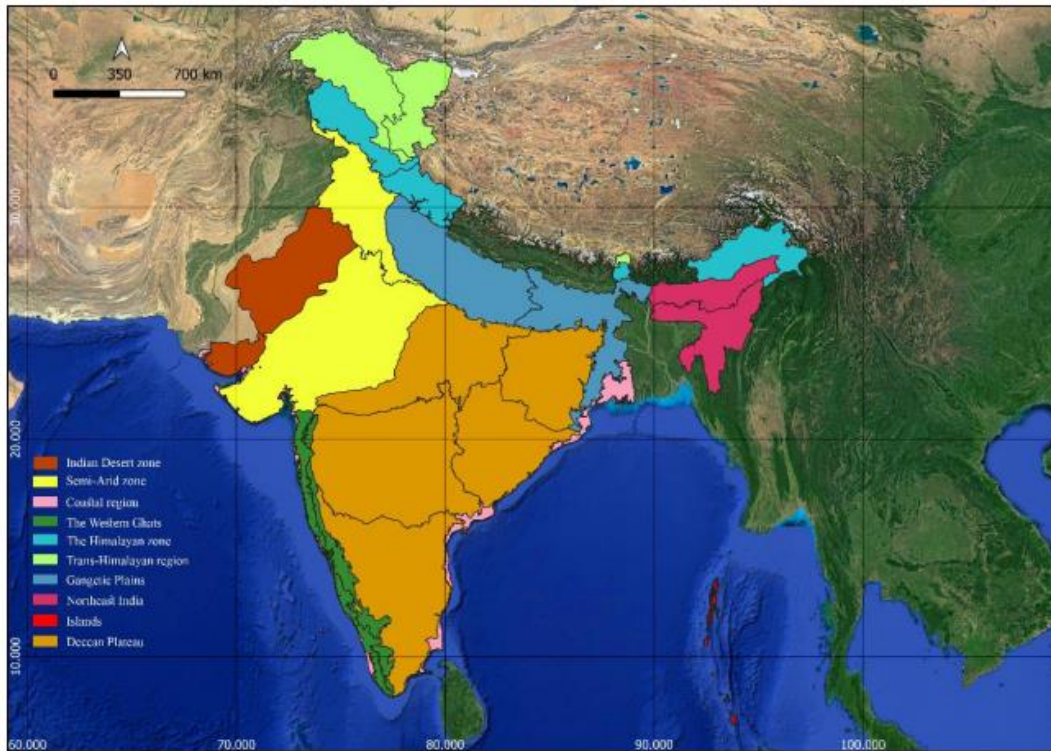 0 350 700 km
30.000
20.000
10.000
Indian Desert zone
Semi-Arid zone
Coastal region
The Western Ghats
The Himalayan zone
Trans-Himalayan region
Gangetic Plains
Northeast India
Islands
Deccan Plateau
60.000 70.000 80.000 90.000 100.000